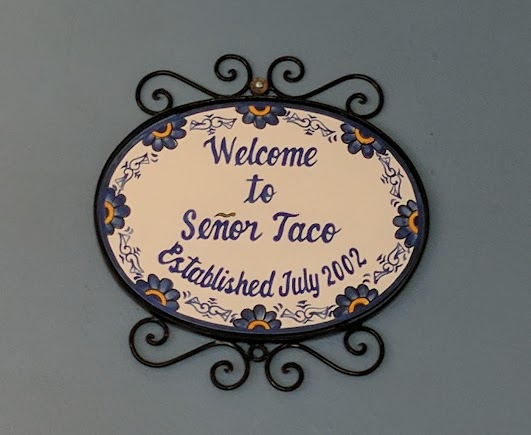 Welcome
to
Señor Taco
Established July 2002